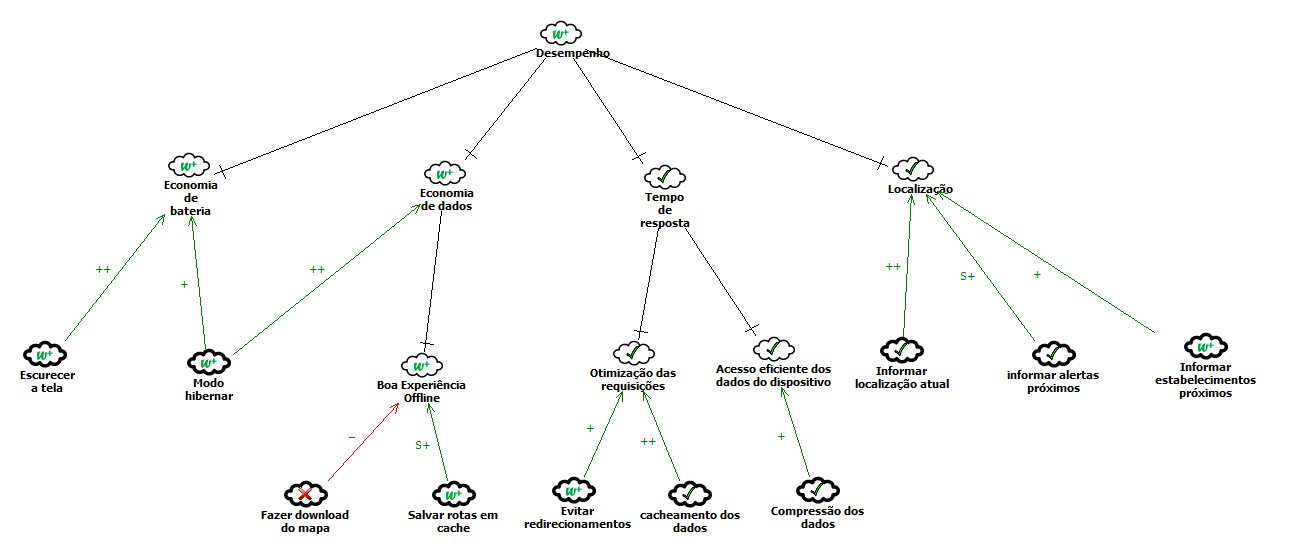 w+
Desempenho
w+
Economia
de
bateria
w+
Economia
de dados
Tempo
de
resposta
Localização
++
+
++
++
S+
+
w+
Escurecer
a tela
w+
Modo
hibernar
w+
Boa Experiência
Offline
Otimização das
requisições
Acesso eficiente dos
dados do dispositivo
Informar
localização atual
informar alertas
próximos
w+
Informar
estabelecimentos
próximos
–
S+
+
++
+
Fazer download
do mapa
w+
Salvar rotas em
cache
w+
Evitar
redirecionamentos
cacheamento dos
dados
Compressão dos
dados